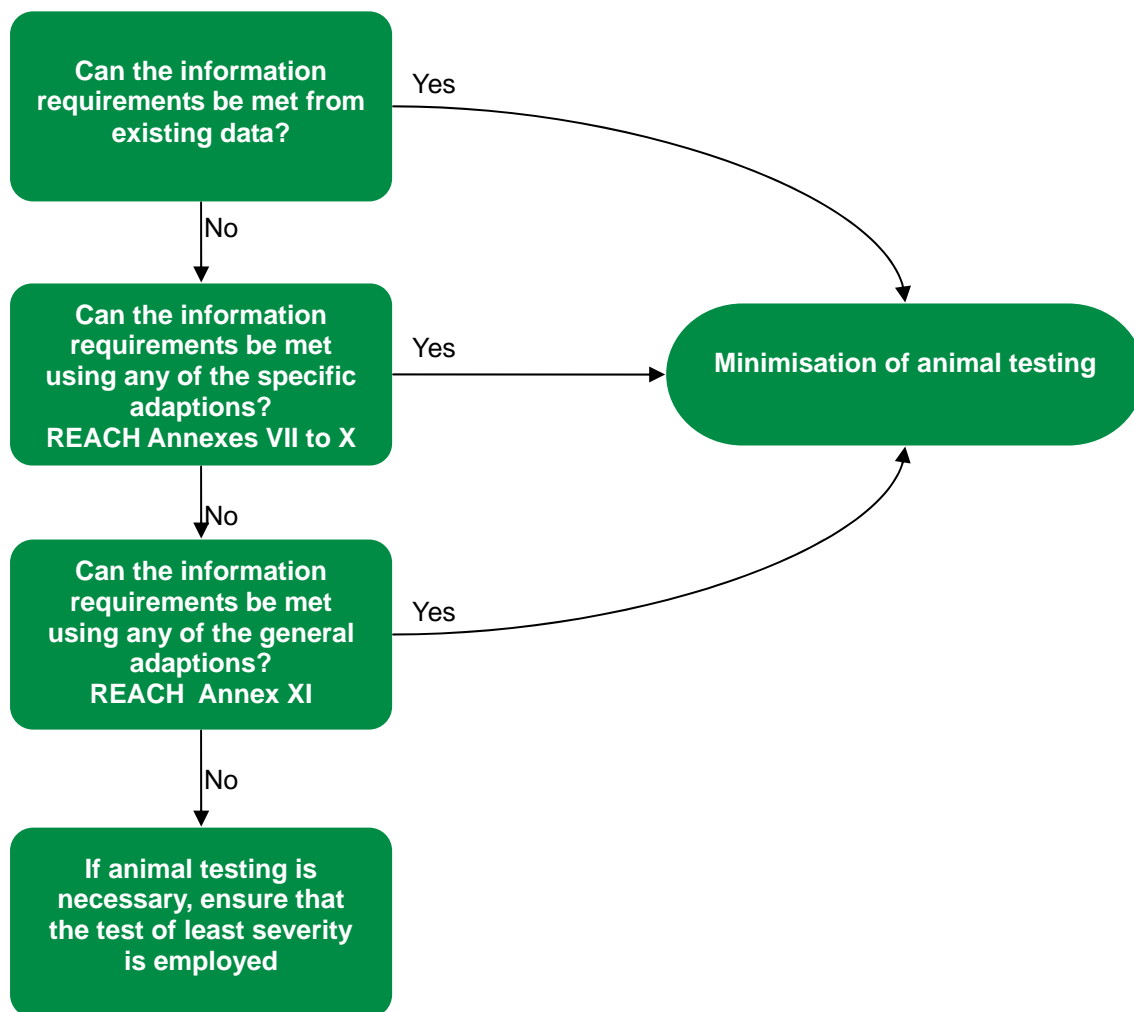 Can the information
requirements be met from
existing data?
Yes
No
Can the information
requirements be met
using any of the specific
adaptions?
REACH Annexes VII to X
Yes
Minimisation of animal testing
No
Can the information
requirements be met
using any of the general
adaptions?
REACH  Annex XI
Yes
No
If animal testing is
necessary, ensure that
the test of least severity
is employed